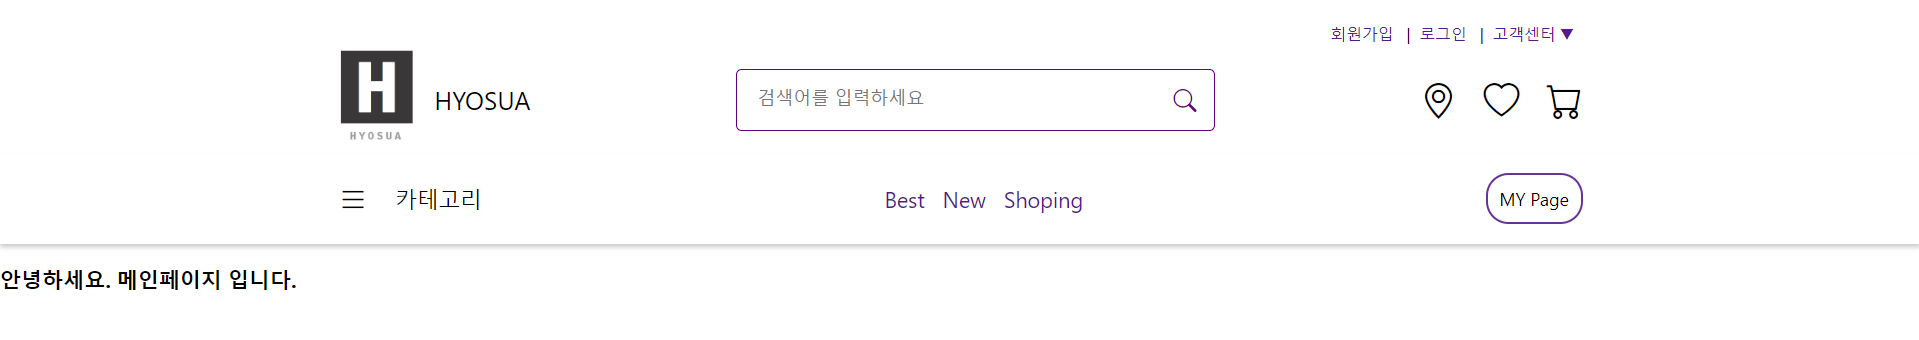 회원가입 | 로그인 | 고객센터 ▼
H
HYOSUA
HYOSUA
검색어를 입력하세요
카테고리
Best New Shoping
MY Page
안녕하세요. 메인페이지 입니다.